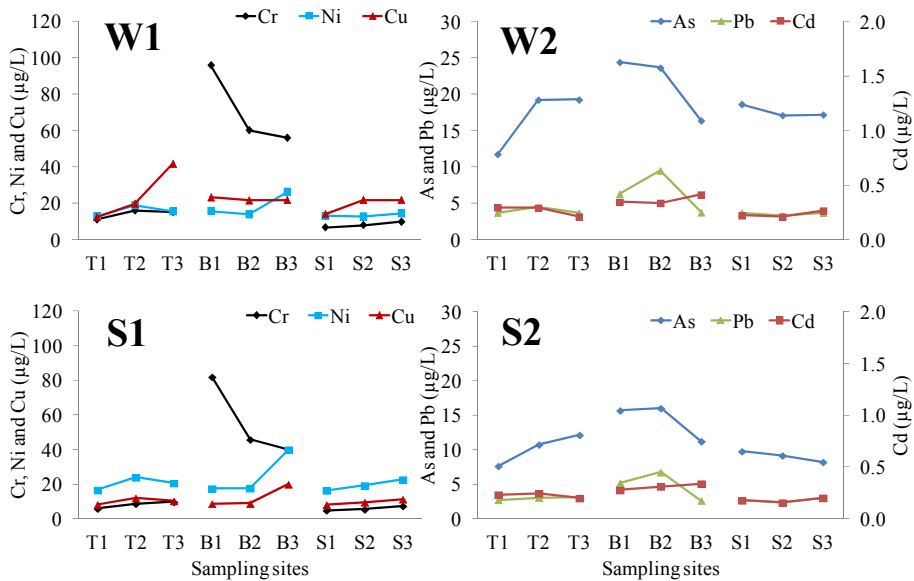 W1
Cr Ni Cu
Cr, Ni and Cu (µg/L)
120
100
80
60
40
20
0
T1 T2 T3 B1 B2 B3 S1 S2 S3
W2
As Pb Cd
As and Pb (µg/L)
30
25
20
15
10
5
0
Cd (µg/L)
2.0
1.5
1.0
0.5
0.0
T1 T2 T3 B1 B2 B3 S1 S2 S3
S1
Cr Ni Cu
Cr, Ni and Cu (µg/L)
120
100
80
60
40
20
0
T1 T2 T3 B1 B2 B3 S1 S2 S3
Sampling sites
S2
As Pb Cd
As and Pb (µg/L)
30
25
20
15
10
5
0
Cd (µg/L)
2.0
1.5
1.0
0.5
0.0
T1 T2 T3 B1 B2 B3 S1 S2 S3
Sampling sites